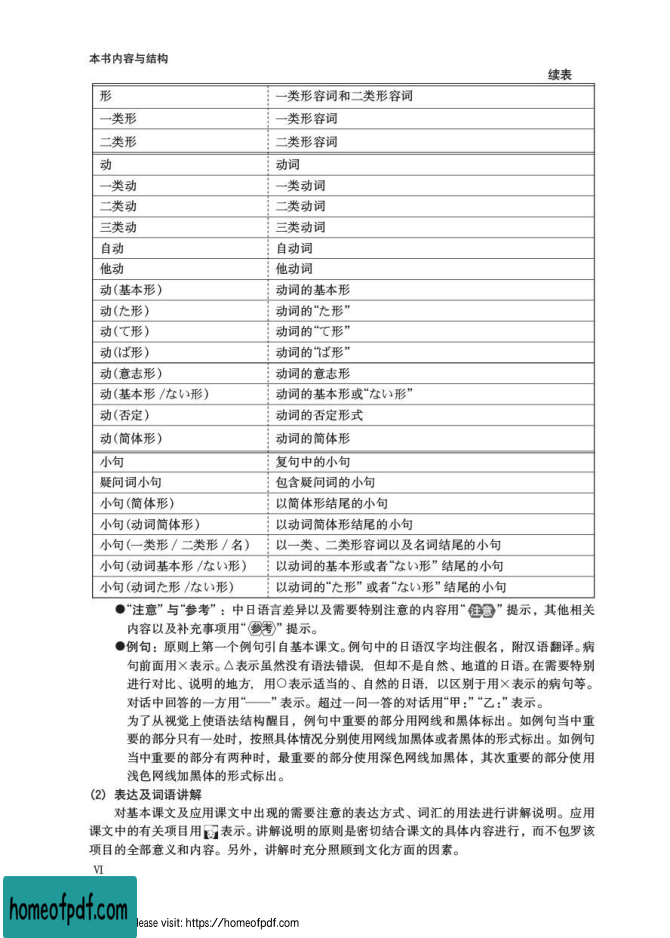 本书内容与结构
续表
形 一类形容词和二类形容词
一类形 一类形容词
二类形 二类形容词
动 动词
一类动 一类动词
二类动 二类动词
三类动 三类动词
自动 自动词
他动 他动词
动(基本形) 动词的基本形
动(た形) 动词的“た形”
动(て形) 动词的“て形”
动(ば形) 动词的“ば形”
动(意志形) 动词的意志形
动(基本形/ない形) 动词的基本形或“ない形”
动(否定) 动词的否定形式
动(简体形) 动词的简体形
小句 复句中的小句
疑问词小句 包含疑问词的小句
小句(简体形) 以简体形结尾的小句
小句(动词简体形) 以动词简体形结尾的小句
小句(一类形/二类形/名) 以一类、二类形容词以及名词结尾的小句
小句(动词基本形/ない形) 以动词的基本形或者“ない形”结尾的小句
小句(动词た形/ない形) 以动词的“た形”或者“ない形”结尾的小句
●“注意”与“参考”：中日语言差异以及需要特别注意的内容用“注意”提示，其他相关
内容以及补充事项用“参考”提示。
●例句：原则上第一个例句引自基本课文。例句中的日语汉字均注假名，附汉语翻译。病
句前面用×表示。△表示虽然没有语法错误，但却不是自然、地道的日语。在需要特别
进行对比、说明的地方，用○表示适当的、自然的日语，以区别于用×表示的病句等。
对话中回答的一方用“——”表示。超过一问一答的对话用“甲：”“乙：”表示。
为了从视觉上使语法结构醒目，例句中重要的部分用网线和黑体标出。如例句当中重
要的部分只有一处时，按照具体情况分别使用网线加黑体或者黑体的形式标出。如例句
当中重要的部分有两种时，最重要的部分使用深色网线加黑体，其次重要的部分使用
浅色网线加黑体的形式标出。
(2) 表达及词语讲解
对基本课文及应用课文中出现的需要注意的表达方式、词汇的用法进行讲解说明。应用
课文中的有关项目用表示。讲解说明的原则是密切结合课文的具体内容进行，而不包罗该
项目的全部意义和内容。另外，讲解时充分照顾到文化方面的因素。
VI
homeofpdf.com
lease visit: https://homeofpdf.com